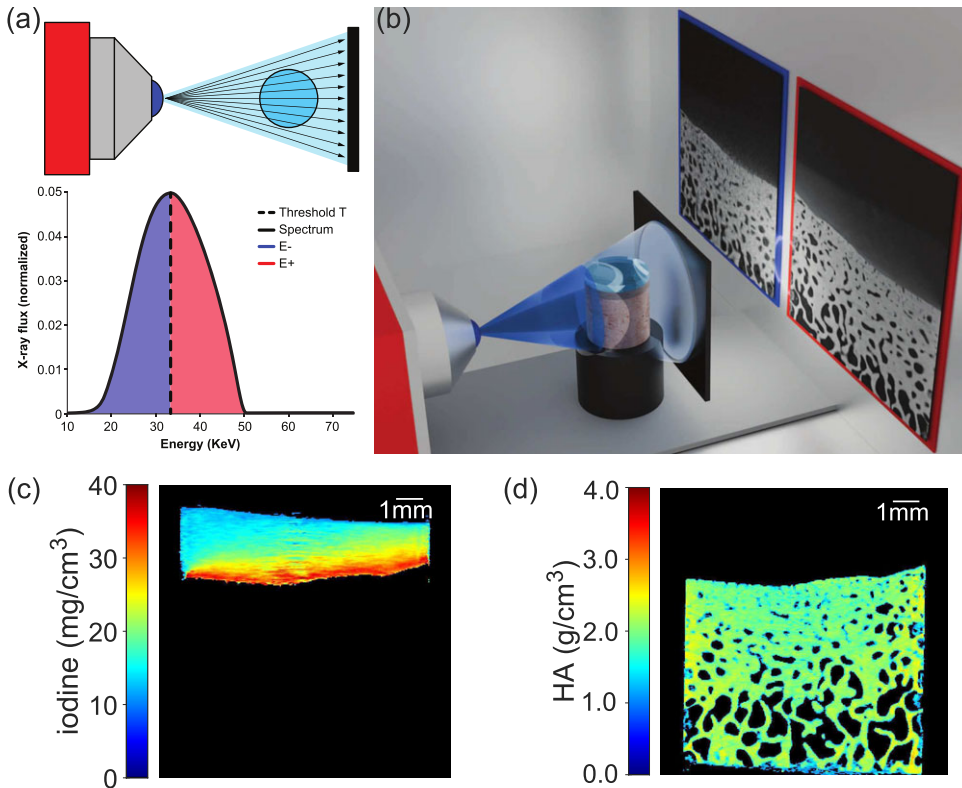 (a)
0.05
0.04
0.03
0.02
0.01
0
X-ray flux (normalized)
10 20 30 40 50 60 70
Energy (KeV)
Threshold T
Spectrum
E-
E+
(b)
(c)
40
30
20
10
0
iodine (mg/cm³)
1mm
(d)
4.0
3.0
2.0
1.0
0.0
HA (g/cm³)
1mm